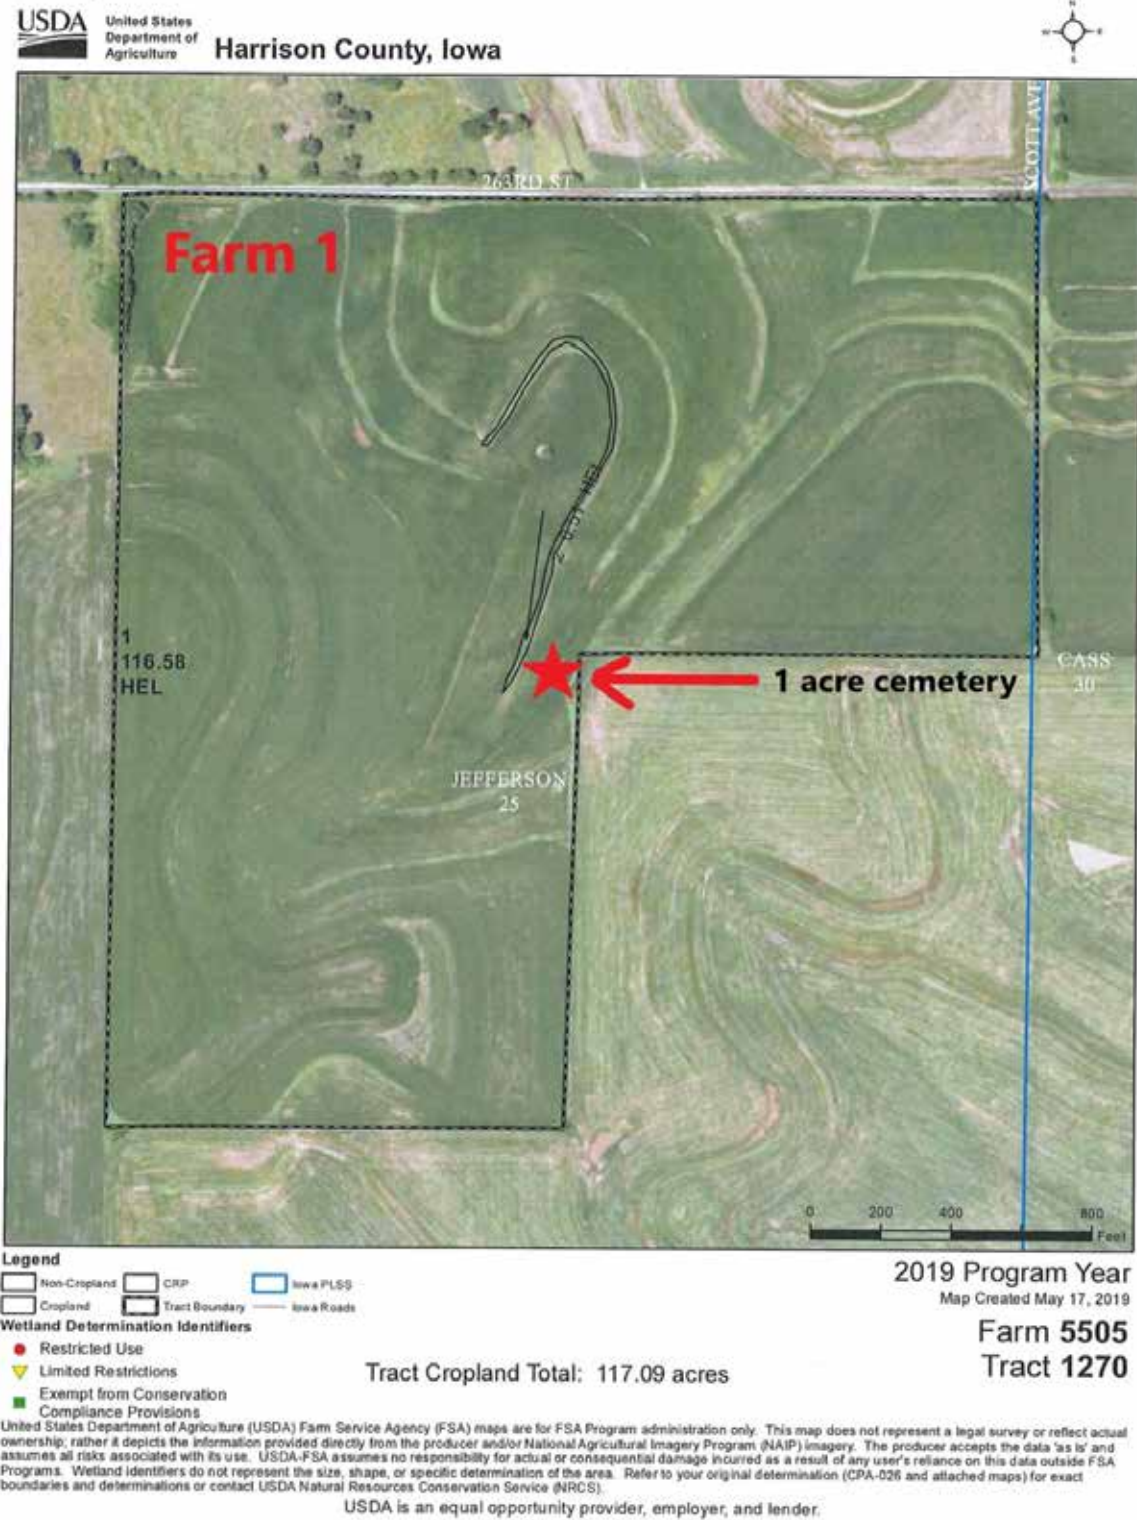 USDA
United States
Department of
Agriculture
Harrison County, Iowa
N
W
E
S
SCOTT AVE
263RD ST
Farm 1
2 0.51 HEL
1
116.58
HEL
1 acre cemetery
CASS
30
JEFFERSON
25
0 200 400 800
Feet
Legend
Non-Cropland CRP Iowa PLSS
Cropland Tract Boundary Iowa Roads
Wetland Determination Identifiers
Restricted Use
Limited Restrictions
Exempt from Conservation
Compliance Provisions
Tract Cropland Total: 117.09 acres
2019 Program Year
Map Created May 17, 2019
Farm 5505
Tract 1270
United States Department of Agriculture (USDA) Farm Service Agency (FSA) maps are for FSA Program administration only. This map does not represent a legal survey or reflect actual
ownership; rather it depicts the information provided directly from the producer and/or National Agricultural Imagery Program (NAIP) imagery. The producer accepts the data 'as is' and
assumes all risks associated with its use. USDA-FSA assumes no responsibility for actual or consequential damage incurred as a result of any user's reliance on this data outside FSA
Programs. Wetland identifiers do not represent the size, shape, or specific determination of the area. Refer to your original determination (CPA-026 and attached maps) for exact
boundaries and determinations or contact USDA Natural Resources Conservation Service (NRCS).
USDA is an equal opportunity provider, employer, and lender.